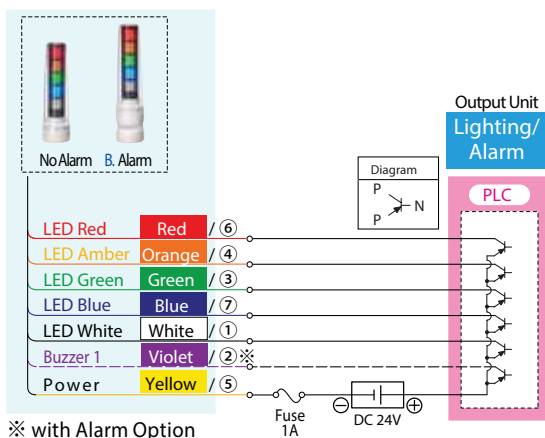 No Alarm B. Alarm
Output Unit
Lighting/
Alarm
Diagram
P
N
P
PLC
LED Red Red / ⑥
LED Amber Orange / ④
LED Green Green / ③
LED Blue Blue / ⑦
LED White White / ①
Buzzer 1 Violet / ②※
Power Yellow / ⑤
Fuse
1A
⊖ DC 24V ⊕
※ with Alarm Option